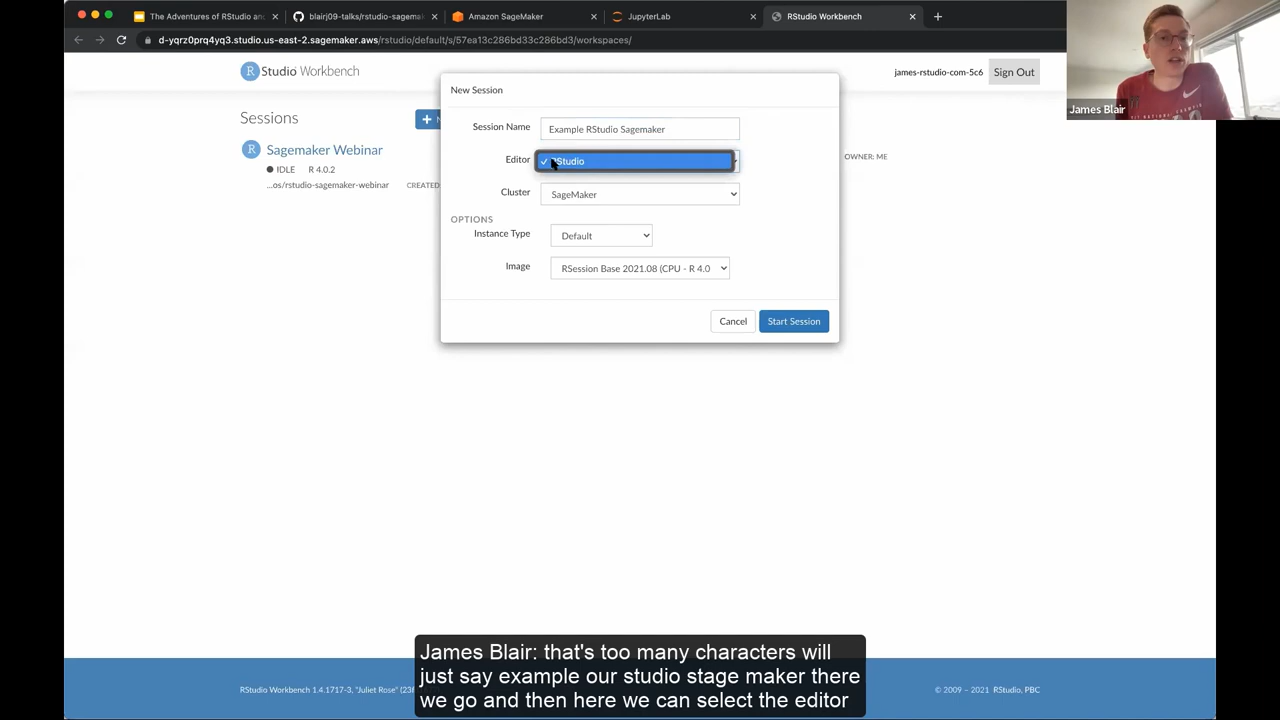 The Adventures of RStudio an
blairj09-talks/rstudio-sagema
Amazon SageMaker
JupyterLab
RStudio Workbench
d-yqrz0prq4yq3.studio.us-east-2.sagemaker.aws/rstudio/default/s/57ea13c286bd33c286bd3/workspaces/
R Studio Workbench
james-rstudio-com-5c6
Sign Out
James Blair
Sessions
New Session
Session Name
Example RStudio Sagemaker
R
Sagemaker Webinar
IDLE R 4.0.2
...os/rstudio-sagemaker-webinar
CREATED:
Editor
✓ RStudio
OWNER: ME
Cluster
SageMaker
OPTIONS
Instance Type
Default
Image
RSession Base 2021.08 (CPU - R 4.0
Cancel
Start Session
James Blair: that's too many characters will
just say example our studio stage maker there
we go and then here we can select the editor
RStudio Workbench 1.4.1717-3, "Juliet Rose" (23
© 2009 – 2021 RStudio, PBC